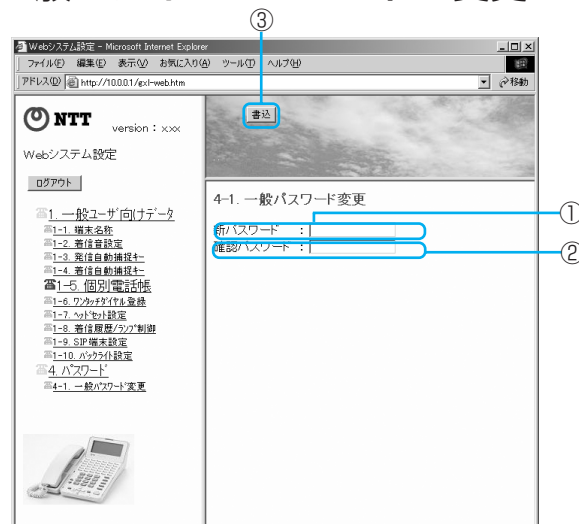 ③
Webシステム設定 - Microsoft Internet Explorer
ファイル(F) 編集(E) 表示(V) お気に入り(A) ツール(T) ヘルプ(H)
アドレス(D) http://10.0.0.1/gxl-web.htm 移動
NTT version：xxx
書込
Webシステム設定
ログアウト
4-1. 一般パスワード変更
①
新パスワード ：
②
確認パスワード ：
1. 一般ユーザ向けデータ
1-1. 端末名称
1-2. 着信音設定
1-3. 発信自動捕捉キー
1-4. 着信自動捕捉キー
1-5. 個別電話帳
1-6. ワンタッチダイヤル登録
1-7. ヘッドセット設定
1-8. 着信履歴/ランプ制御
1-9. SIP端末設定
1-10. バックライト設定
4. パスワード
4-1. 一般パスワード変更